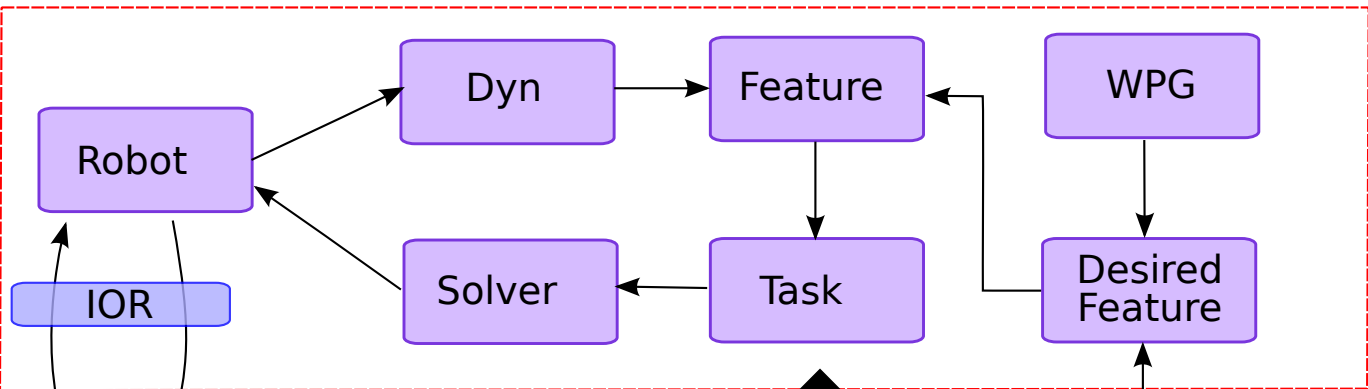 Dyn
Feature
WPG
Robot
Solver
Task
Desired
Feature
IOR